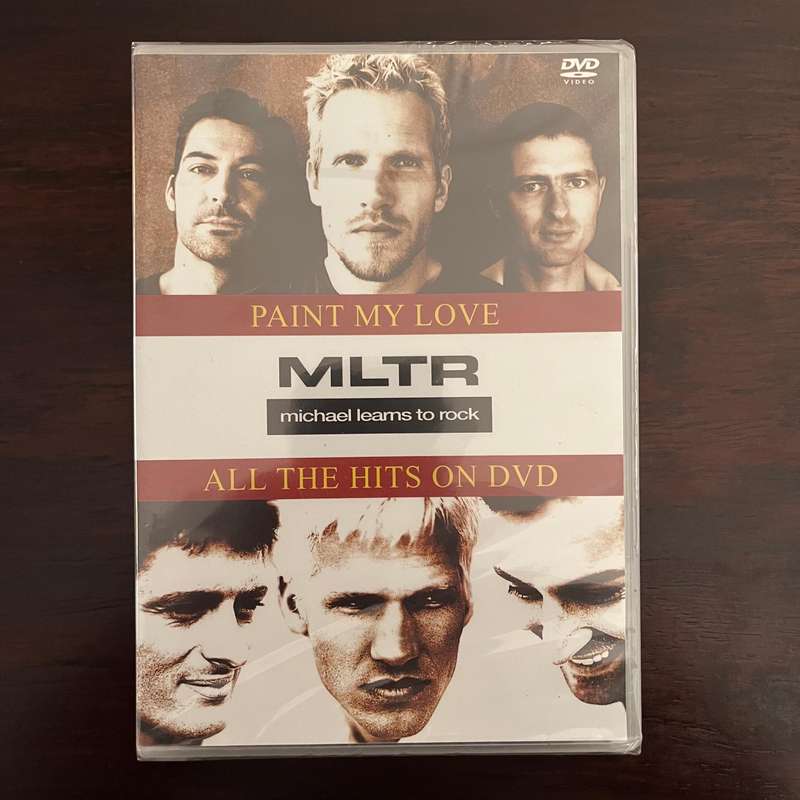 DVD
VIDEO
PAINT MY LOVE
MLTR
michael learns to rock
ALL THE HITS ON DVD